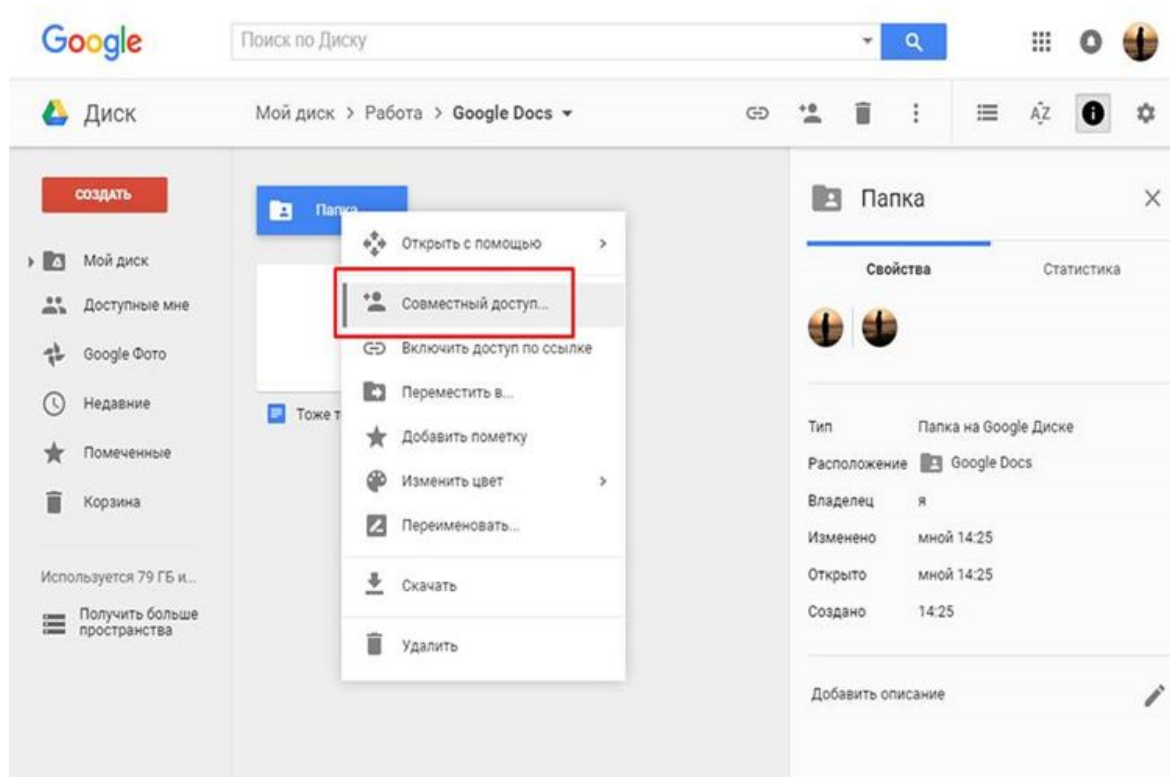 Google
Поиск по Диску
Диск
Мой диск > Работа > Google Docs
AZ
СОЗДАТЬ
Мой диск
Доступные мне
Google Фото
Недавние
Помеченные
Корзина
Используется 79 ГБ и...
Получить больше
пространства
Папка
Тоже т
Открыть с помощью
Совместный доступ...
Включить доступ по ссылке
Переместить в...
Добавить пометку
Изменить цвет
Переименовать...
Скачать
Удалить
Папка
Свойства Статистика
Тип Папка на Google Диске
Расположение Google Docs
Владелец я
Изменено мной 14:25
Открыто мной 14:25
Создано 14:25
Добавить описание